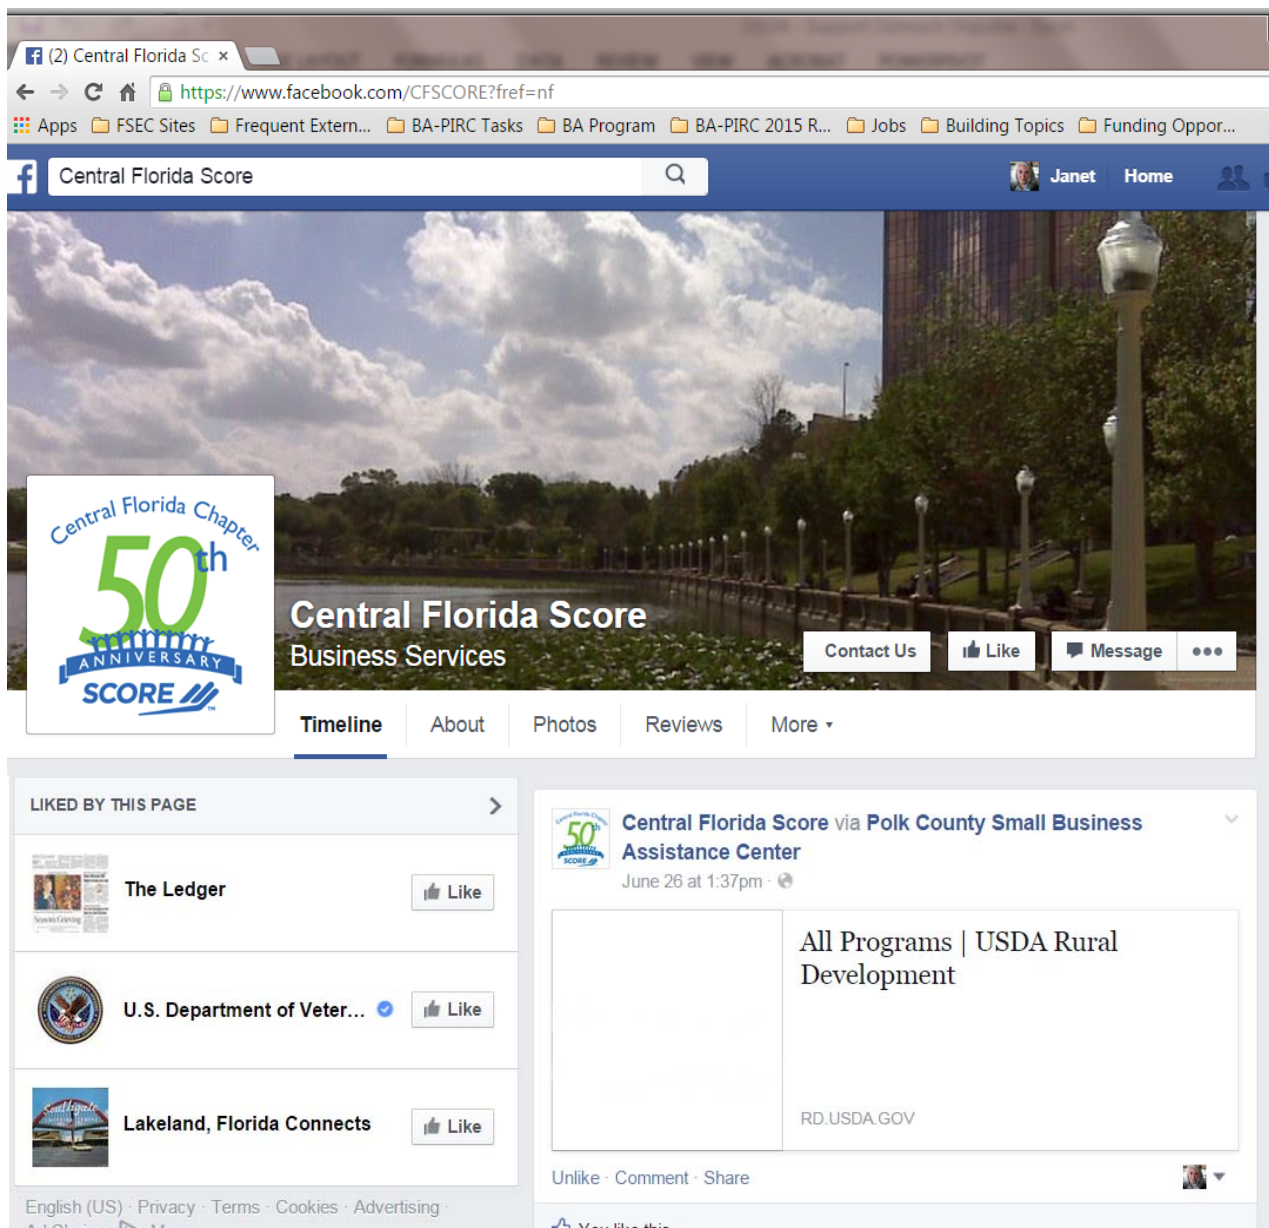 (2) Central Florida Sc ×
https://www.facebook.com/CFSCORE?fref=nf
Apps FSEC Sites Frequent Extern... BA-PIRC Tasks BA Program BA-PIRC 2015 R... Jobs Building Topics Funding Oppor...
f Central Florida Score Janet Home
Central Florida Chapter
50th
ANNIVERSARY
SCORE
TM
Central Florida Score
Business Services
Contact Us Like Message •••
Timeline About Photos Reviews More
LIKED BY THIS PAGE
The Ledger Like
U.S. Department of Veter... Like
Lakeland, Florida Connects Like
English (US) · Privacy · Terms · Cookies · Advertising ·
Central Florida Score via Polk County Small Business
Assistance Center
June 26 at 1:37pm ·
All Programs | USDA Rural
Development
RD.USDA.GOV
Unlike · Comment · Share
You like this